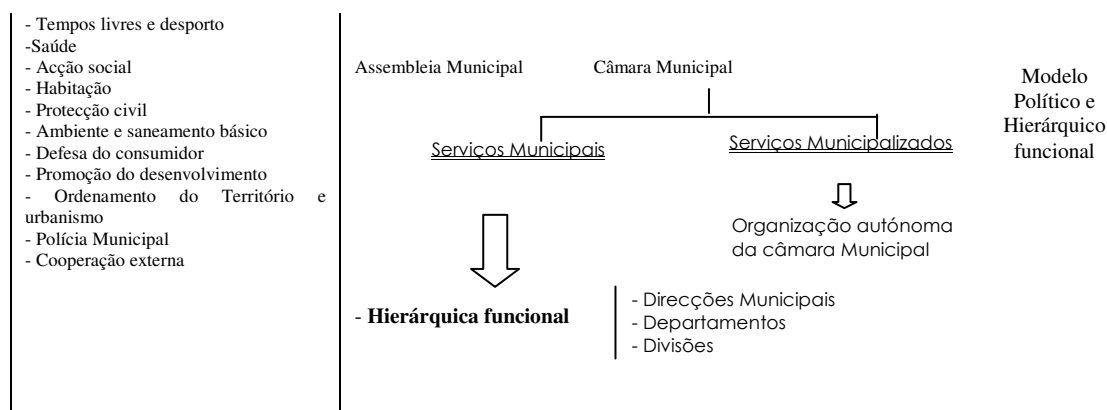 - Tempos livres e desporto
-Saúde
- Acção social
- Habitação
- Protecção civil
- Ambiente e saneamento básico
- Defesa do consumidor
- Promoção do desenvolvimento
- Ordenamento do Território e
urbanismo
- Polícia Municipal
- Cooperação externa
Assembleia Municipal
Câmara Municipal
Serviços Municipais
Serviços Municipalizados
Organização autónoma
da câmara Municipal
- Hierárquica funcional
- Direcções Municipais
- Departamentos
- Divisões
Modelo
Político e
Hierárquico
funcional